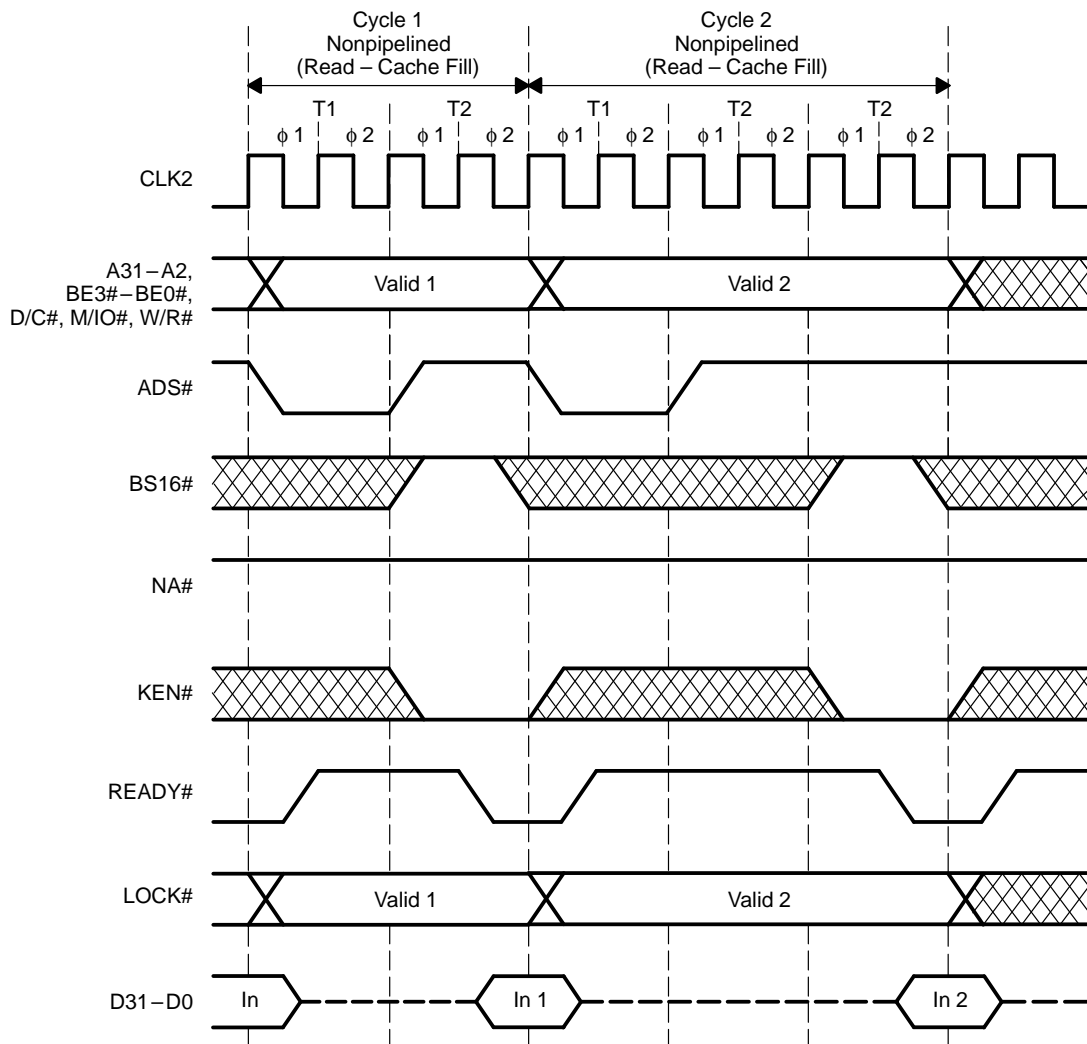 Cycle 1
Nonpipelined
(Read – Cache Fill)
Cycle 2
Nonpipelined
(Read – Cache Fill)
T1
T2
T1
T2
T2
ϕ 1
ϕ 2
ϕ 1
ϕ 2
ϕ 1
ϕ 2
ϕ 1
ϕ 2
ϕ 1
ϕ 2
CLK2
A31–A2,
BE3#–BE0#,
D/C#, M/IO#, W/R#
Valid 1
Valid 2
ADS#
BS16#
NA#
KEN#
READY#
LOCK#
Valid 1
Valid 2
D31–D0
In
In 1
In 2